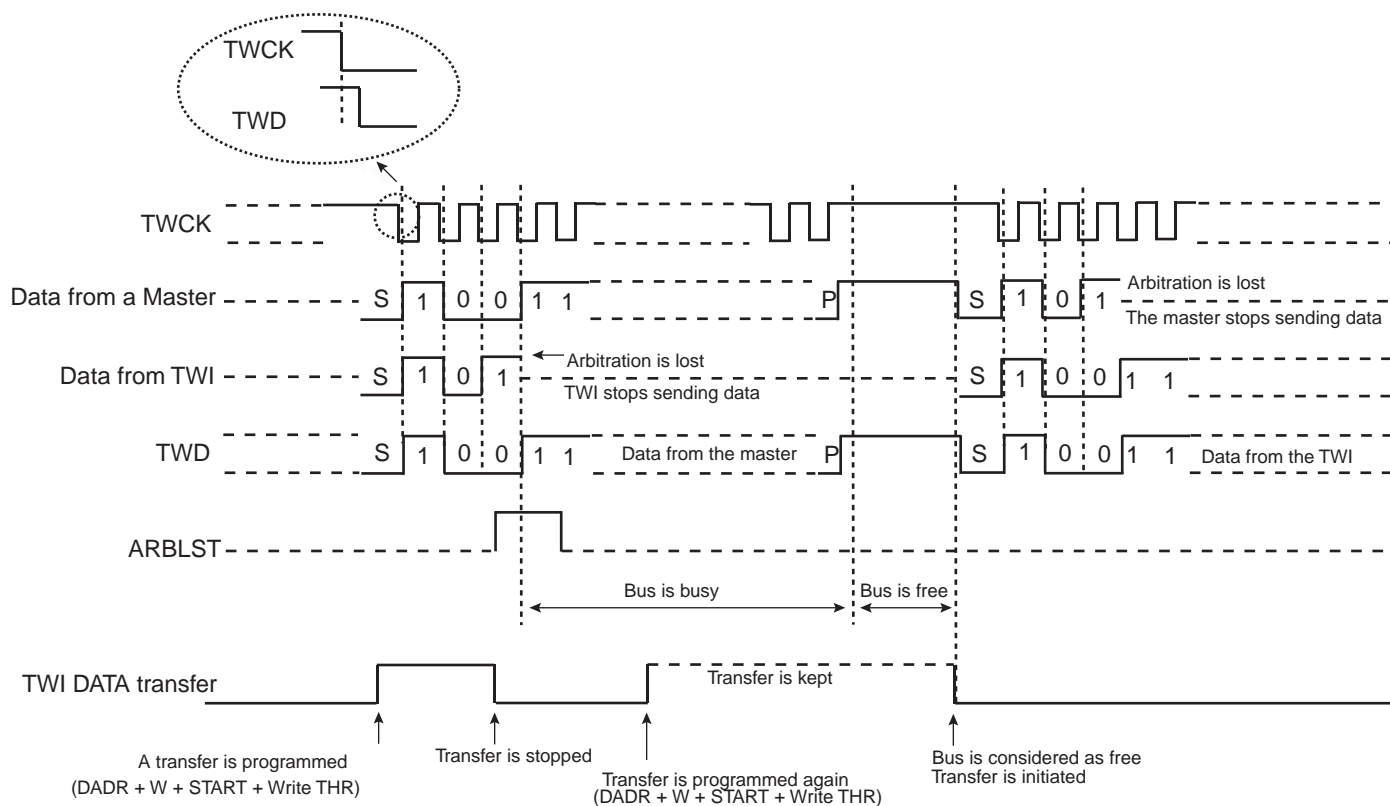 TWCK
TWD
TWCK
Data from a Master S 1 0 0 1 1 P S 1 0 1 Arbitration is lost
The master stops sending data
Data from TWI S 1 0 1 Arbitration is lost
TWI stops sending data
S 1 0 0 1 1
TWD S 1 0 0 1 1 Data from the master P S 1 0 0 1 1 Data from the TWI
ARBLST
Bus is busy Bus is free
TWI DATA transfer Transfer is kept
A transfer is programmed
(DADR + W + START + Write THR)
Transfer is stopped
Transfer is programmed again
(DADR + W + START + Write THR)
Bus is considered as free
Transfer is initiated